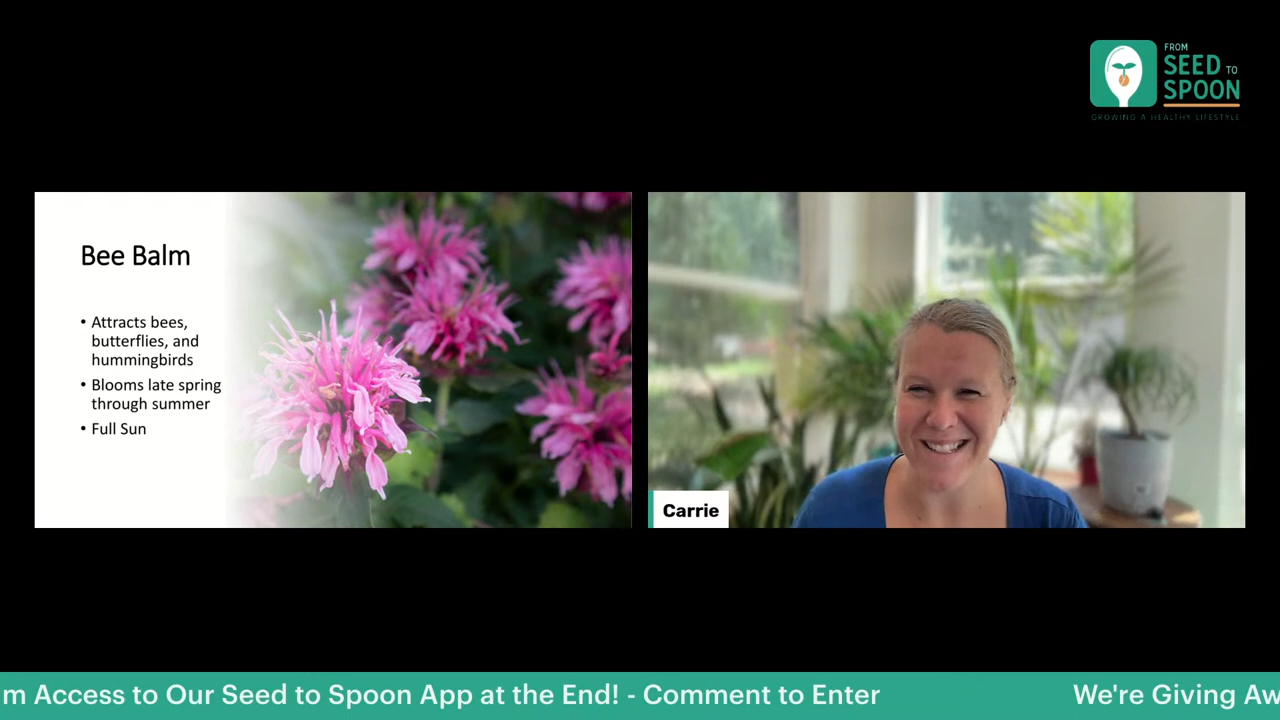 FROM
SEED TO
SPOON
GROWING A HEALTHY LIFESTYLE
Bee Balm
• Attracts bees,
butterflies, and
hummingbirds
• Blooms late spring
through summer
• Full Sun
Carrie
m Access to Our Seed to Spoon App at the End! - Comment to Enter
We're Giving Aw